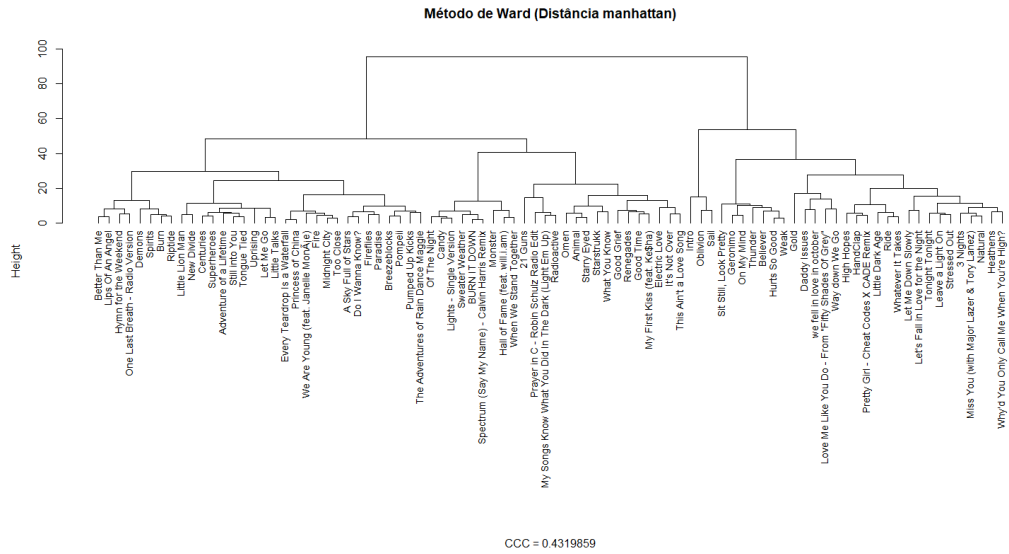 Método de Ward (Distância manhattan)
Height
100
80
60
40
20
0
Better Than Me
Lips Of An Angel
Hymn for the Weekend
One Last Breath - Radio Version
Demons
Spirits
Burn
Riptide
Little Lion Man
New Divide
Centuries
Superheroes
Adventure of a Lifetime
Still into You
Tongue Tied
Uprising
Let Me Go
Little Talks
Every Teardrop Is a Waterfall
Princess of China
We Are Young (feat. Janelle MonÃ¡e)
Fire
Midnight City
Too Close
A Sky Full of Stars
Do I Wanna Know?
Fireflies
Paradise
Breezeblocks
Pompeii
Pumped Up Kicks
The Adventures of Rain Dance Maggie
Of The Night
Candy
Lights - Single Version
Sweater Weather
BURN IT DOWN
Spectrum (Say My Name) - Calvin Harris Remix
Monster
Hall of Fame (feat. will.i.am)
When We Stand Together
21 Guns
Prayer in C - Robin Schulz Radio Edit
My Songs Know What You Did In The Dark (Light Em Up)
Radioactive
Omen
Animal
Starry Eyed
Starstrukk
What You Know
Good Grief
Renegades
Good Time
My First Kiss (feat. Ke$ha)
Electric Love
It's Not Over
This Ain't a Love Song
Intro
Oblivion
Sail
Sit Still, Look Pretty
Geronimo
On My Mind
Thunder
Believer
Hurts So Good
Weak
Gold
Daddy Issues
we fell in love in october
Love Me Like You Do - From "Fifty Shades Of Grey"
Way down We Go
High Hopes
HandClap
Pretty Girl - Cheat Codes X CADE Remix
Little Dark Age
Ride
Whatever It Takes
Let Me Down Slowly
Let's Fall in Love for the Night
Tonight Tonight
Leave a Light On
Stressed Out
3 Nights
Miss You (with Major Lazer & Tory Lanez)
Natural
Heathens
Why'd You Only Call Me When You're High?
CCC = 0.4319859